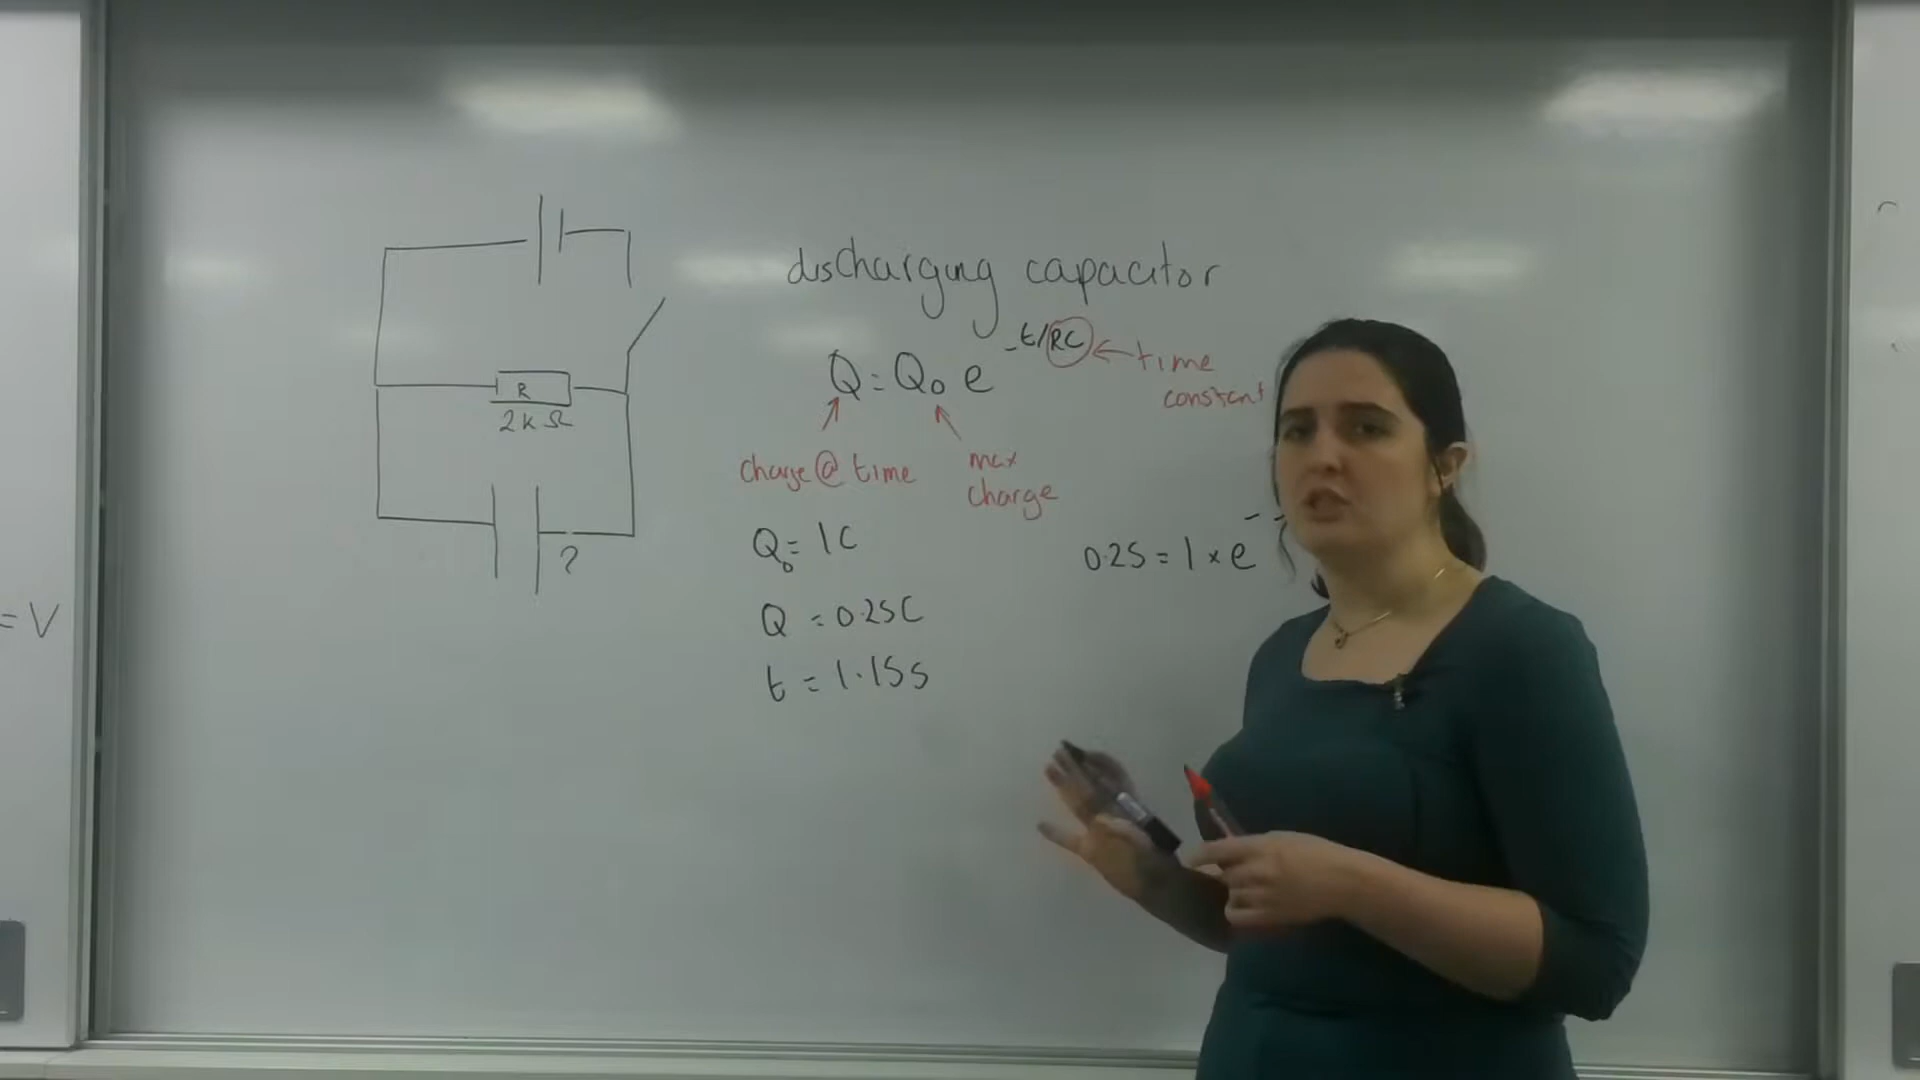 discharging capacitor
Q = Q₀ e^-t/RC
time
constant
charge @ time
max
charge
R
2kΩ
?
Q₀ = 1C
Q = 0.25C
t = 1.15s
0.25 = 1 × e^-
= V